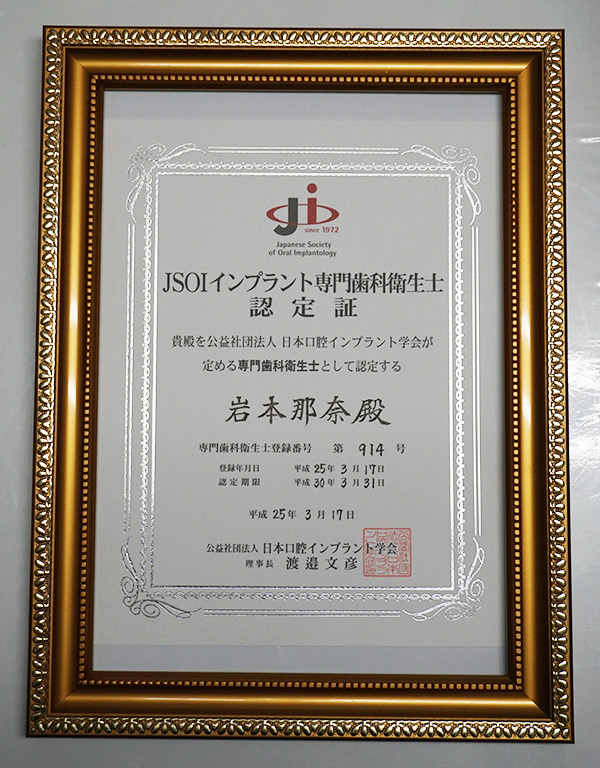 ji
since 1972
Japanese Society
of Oral Implantology
JSOIインプラント専門歯科衛生士
認定証
貴殿を公益社団法人 日本口腔インプラント学会が
定める専門歯科衛生士として認定する
岩本那奈殿
専門歯科衛生士登録番号 第 914 号
登録年月日 平成 25年 3月 17日
認定期限 平成 30年 3月 31日
平成 25年 3月 17日
公益社団法人 日本口腔インプラント学会
理事長 渡邉文彦